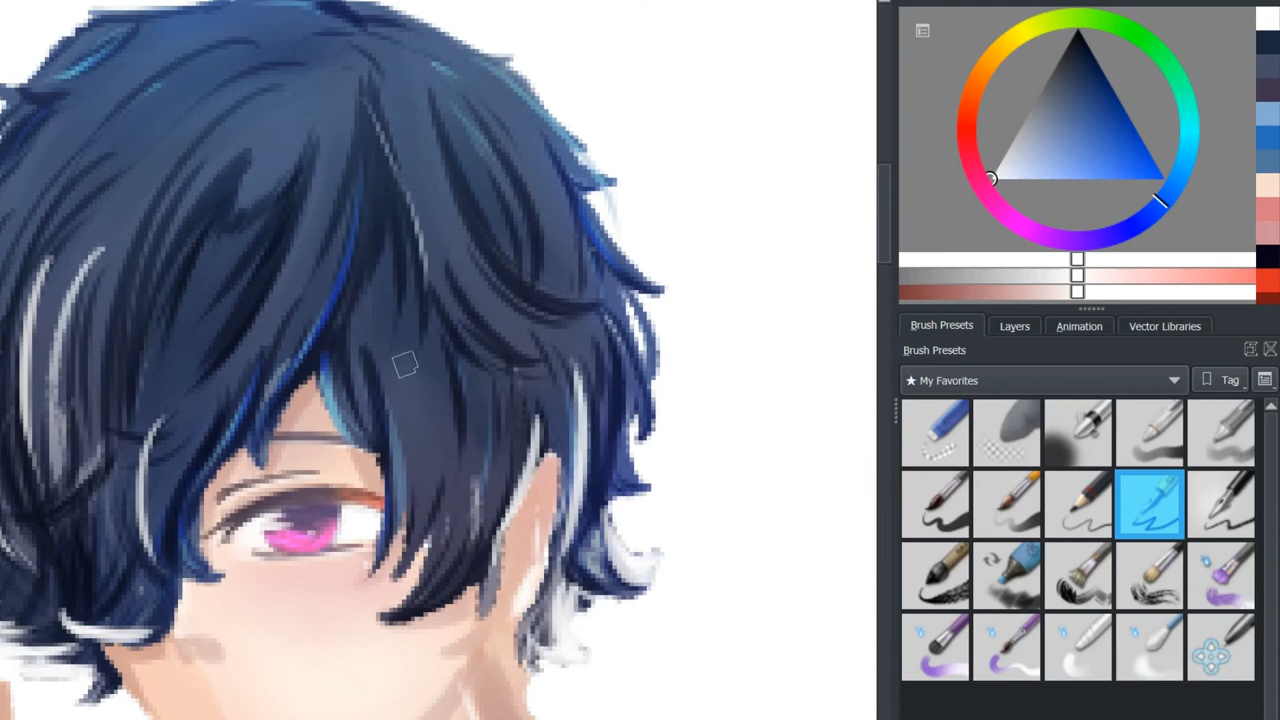 Brush Presets Layers Animation Vector Libraries
Brush Presets
★ My Favorites Tag